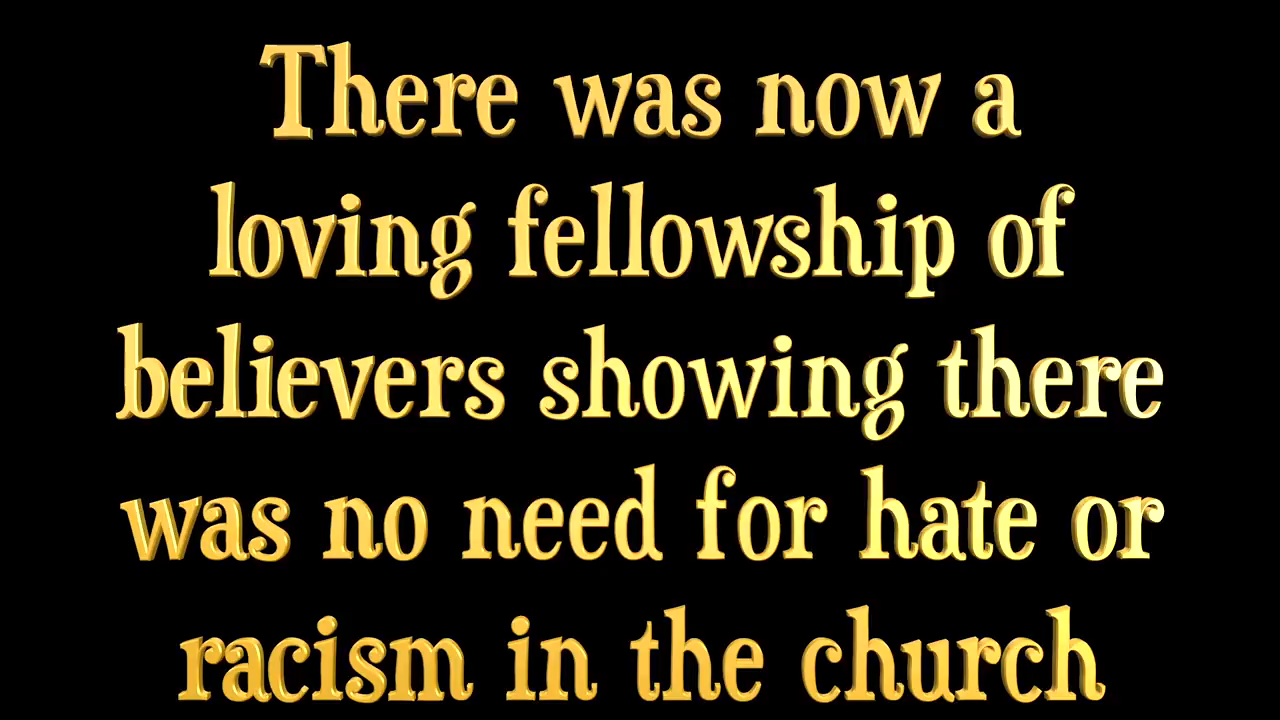 There was now a
loving fellowship of
believers showing there
was no need for hate or
racism in the church